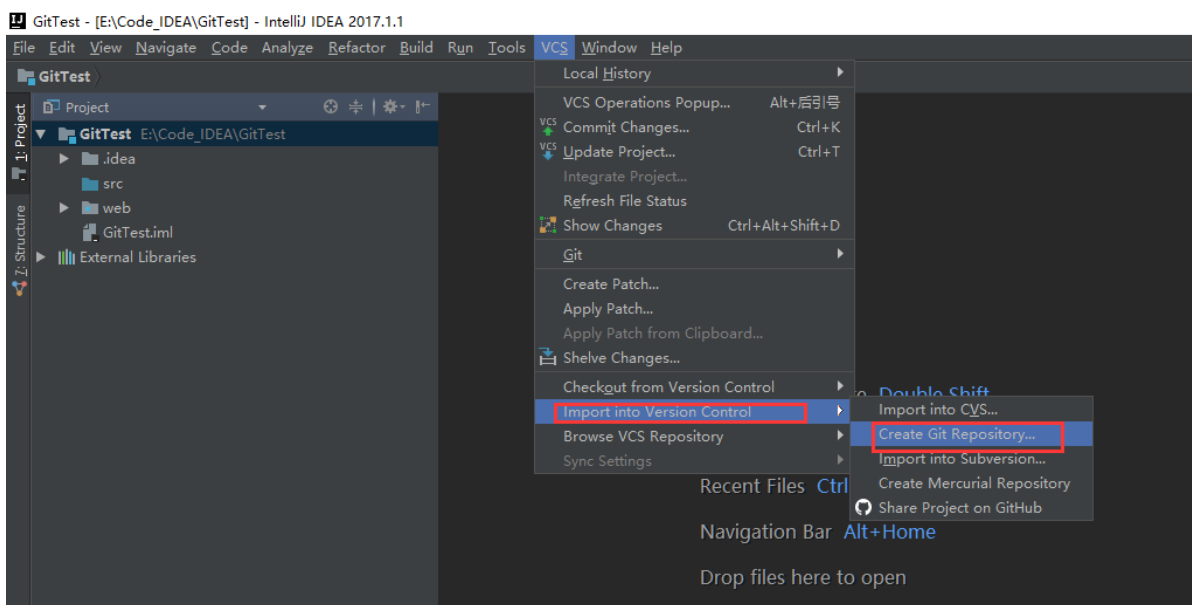 GitTest - [E:\Code_IDEA\GitTest] - IntelliJ IDEA 2017.1.1
File Edit View Navigate Code Analyze Refactor Build Run Tools VCS Window Help
GitTest
1: Project
7: Structure
Project
GitTest E:\Code_IDEA\GitTest
.idea
src
web
GitTest.iml
External Libraries
Local History
VCS Operations Popup... Alt+后引号
Commit Changes... Ctrl+K
Update Project... Ctrl+T
Integrate Project...
Refresh File Status
Show Changes Ctrl+Alt+Shift+D
Git
Create Patch...
Apply Patch...
Apply Patch from Clipboard...
Shelve Changes...
Checkout from Version Control
Import into Version Control
Browse VCS Repository
Sync Settings
Import into CVS...
Create Git Repository...
Import into Subversion...
Create Mercurial Repository
Share Project on GitHub
Double Shift
Recent Files Ctrl
Navigation Bar Alt+Home
Drop files here to open